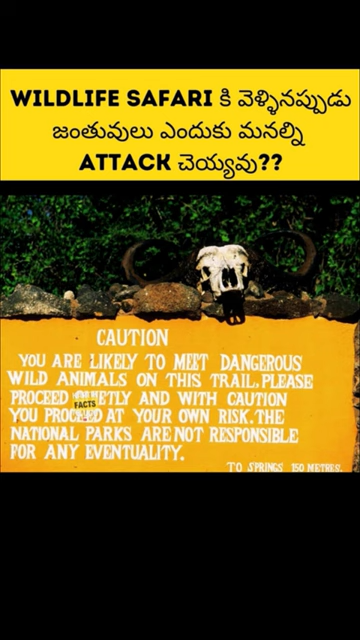 WILDLIFE SAFARI కి వెళ్ళినప్పుడు
జంతువులు ఎందుకు మనల్ని
ATTACK చెయ్యవు??
CAUTION
YOU ARE LIKELY TO MEET DANGEROUS
WILD ANIMALS ON THIS TRAIL, PLEASE
PROCEED QUIETLY AND WITH CAUTION
FACTS
YOU PROCEED AT YOUR OWN RISK. THE
NATIONAL PARKS ARE NOT RESPONSIBLE
FOR ANY EVENTUALITY.
TO SPRINGS 150 METRES.